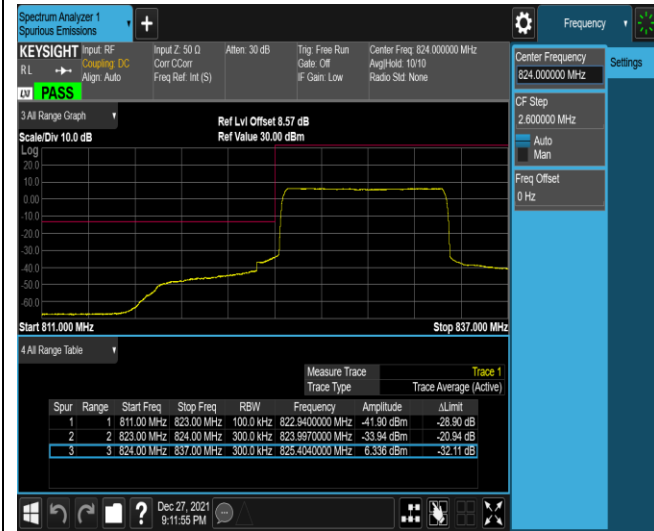 Spectrum Analyzer 1
Spurious Emissions
Frequency
KEYSIGHT Input: RF Input Z: 50 Ω Atten: 30 dB Trig: Free Run Center Freq: 824.000000 MHz
RL Coupling: DC Corr CCorr Gate: Off Avg|Hold: 10/10
Align: Auto Freq Ref: Int (S) IF Gain: Low Radio Std: None
LV PASS
Center Frequency
824.000000 MHz
Settings
CF Step
2.600000 MHz
Auto
Man
Freq Offset
0 Hz
3 All Range Graph
Ref Lvl Offset 8.57 dB
Scale/Div 10.0 dB Ref Value 30.00 dBm
Log
20.0
10.0
0.00
-10.0
-20.0
-30.0
-40.0
-50.0
-60.0
Start 811.000 MHz Stop 837.000 MHz
4 All Range Table
Measure Trace Trace 1
Trace Type Trace Average (Active)
Spur Range Start Freq Stop Freq RBW Frequency Amplitude ΔLimit
1 1 811.00 MHz 823.00 MHz 100.0 kHz 822.9400000 MHz -41.90 dBm -28.90 dB
2 2 823.00 MHz 824.00 MHz 300.0 kHz 823.9970000 MHz -33.94 dBm -20.94 dB
3 3 824.00 MHz 837.00 MHz 300.0 kHz 825.4040000 MHz 6.336 dBm -32.11 dB
Dec 27, 2021
9:11:55 PM